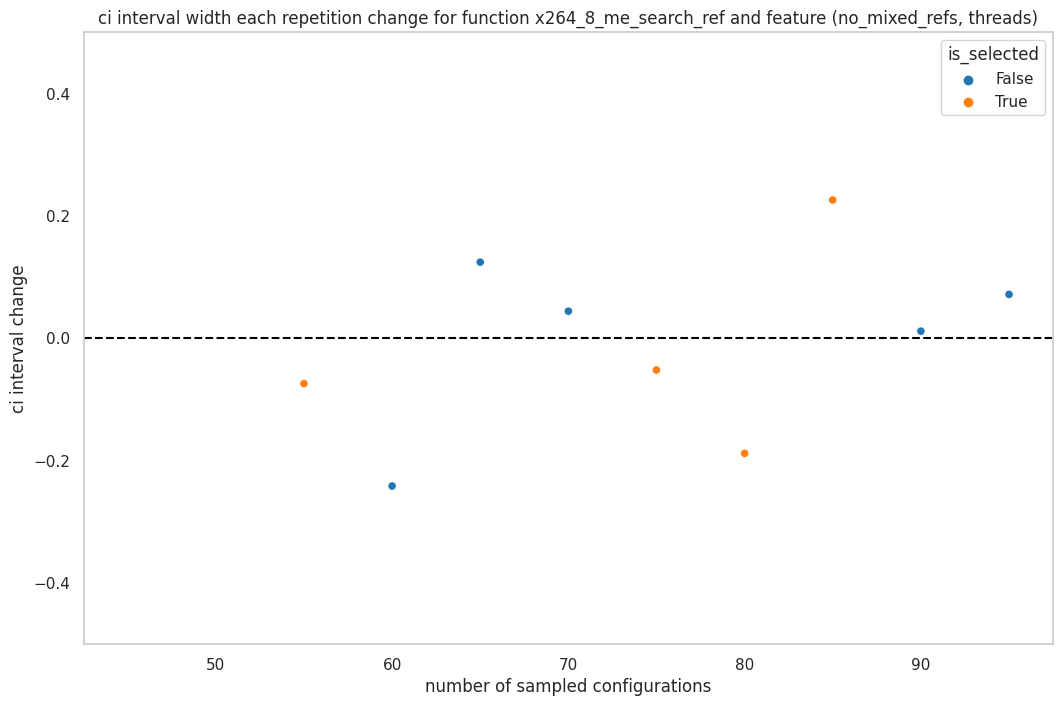 ci interval width each repetition change for function x264_8_me_search_ref and feature (no_mixed_refs, threads)
is_selected
False
True
ci interval change
0.4
0.2
0.0
−0.2
−0.4
50 60 70 80 90
number of sampled configurations